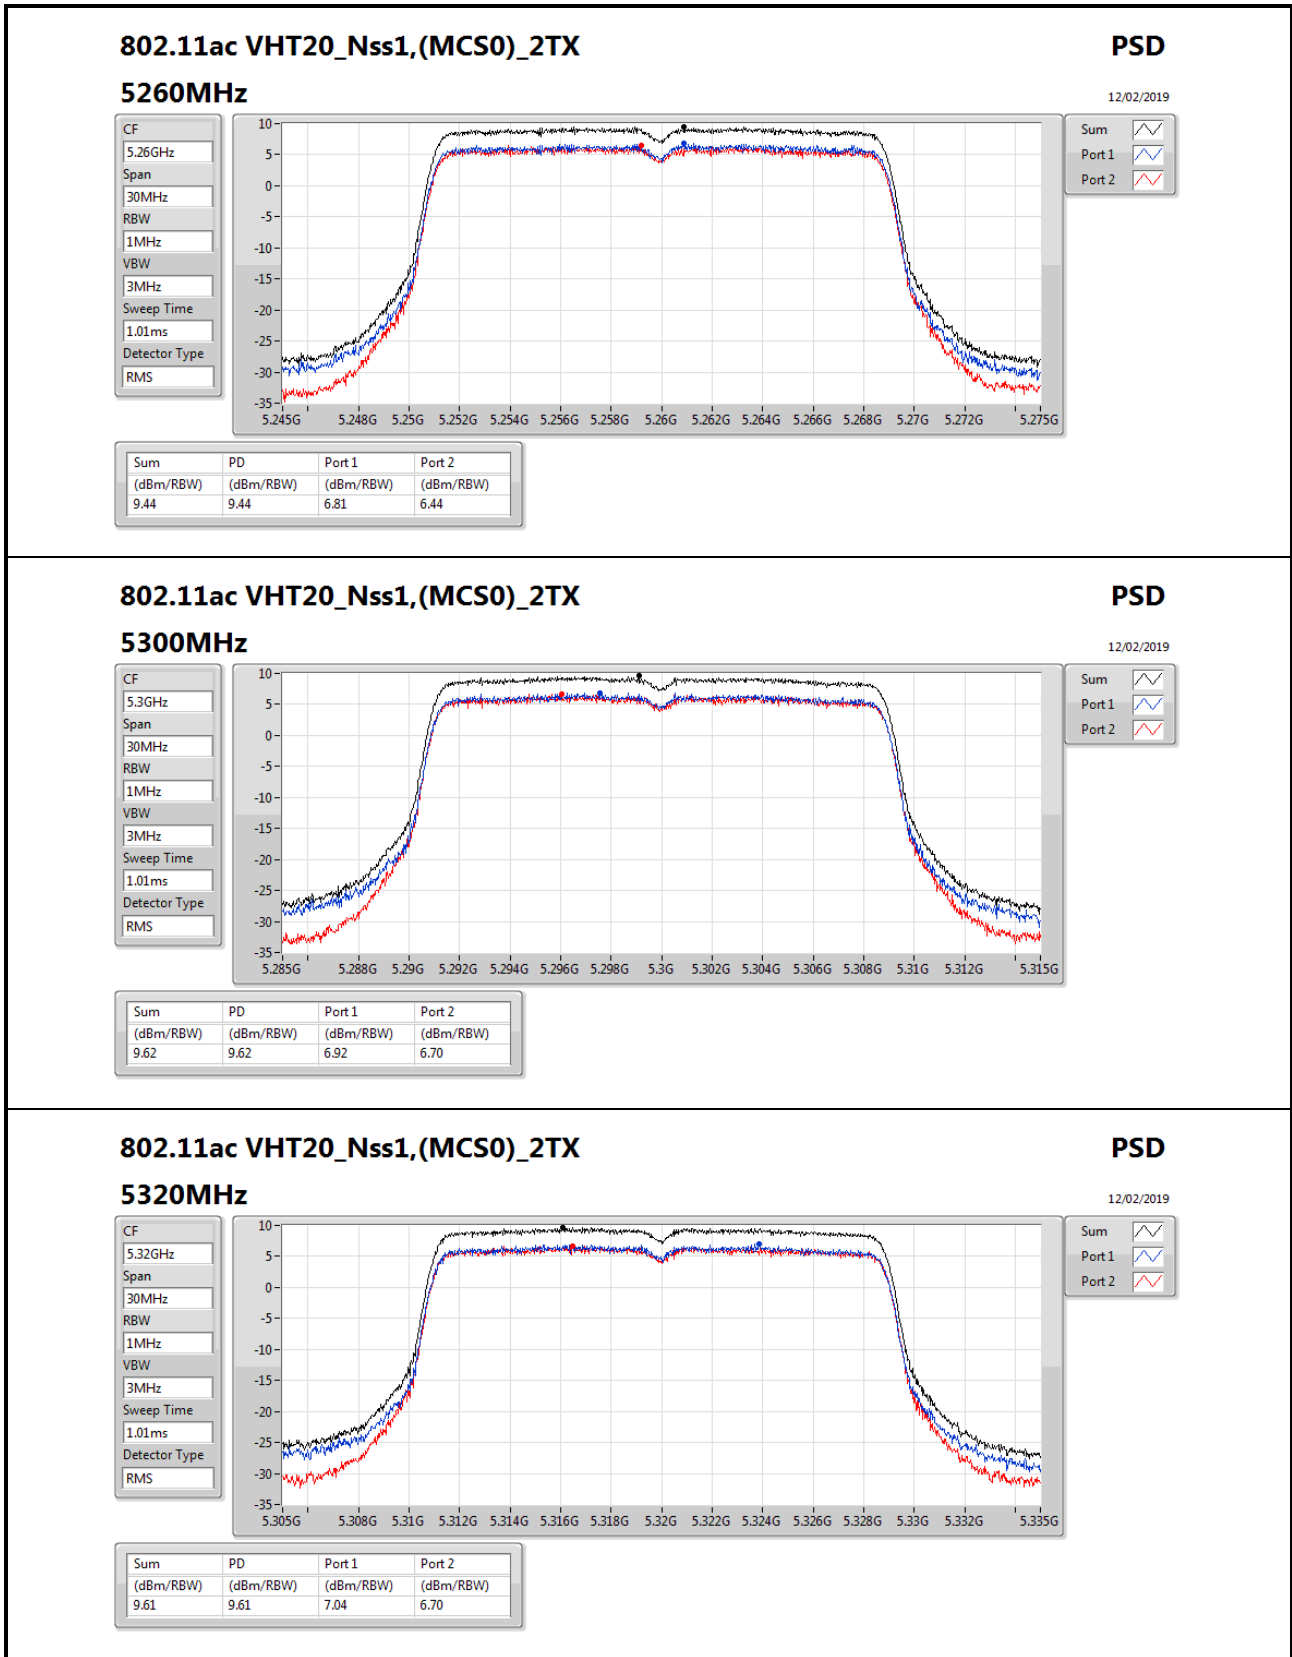 802.11ac VHT20_Nss1,(MCS0)_2TX PSD
5260MHz 12/02/2019
CF
5.26GHz
Span
30MHz
RBW
1MHz
VBW
3MHz
Sweep Time
1.01ms
Detector Type
RMS
10
5
0
-5
-10
-15
-20
-25
-30
-35
5.245G 5.248G 5.25G 5.252G 5.254G 5.256G 5.258G 5.26G 5.262G 5.264G 5.266G 5.268G 5.27G 5.272G 5.275G
Sum
Port 1
Port 2
Sum PD Port 1 Port 2
(dBm/RBW) (dBm/RBW) (dBm/RBW) (dBm/RBW)
9.44 9.44 6.81 6.44
802.11ac VHT20_Nss1,(MCS0)_2TX PSD
5300MHz 12/02/2019
CF
5.3GHz
Span
30MHz
RBW
1MHz
VBW
3MHz
Sweep Time
1.01ms
Detector Type
RMS
10
5
0
-5
-10
-15
-20
-25
-30
-35
5.285G 5.288G 5.29G 5.292G 5.294G 5.296G 5.298G 5.3G 5.302G 5.304G 5.306G 5.308G 5.31G 5.312G 5.315G
Sum
Port 1
Port 2
Sum PD Port 1 Port 2
(dBm/RBW) (dBm/RBW) (dBm/RBW) (dBm/RBW)
9.62 9.62 6.92 6.70
802.11ac VHT20_Nss1,(MCS0)_2TX PSD
5320MHz 12/02/2019
CF
5.32GHz
Span
30MHz
RBW
1MHz
VBW
3MHz
Sweep Time
1.01ms
Detector Type
RMS
10
5
0
-5
-10
-15
-20
-25
-30
-35
5.305G 5.308G 5.31G 5.312G 5.314G 5.316G 5.318G 5.32G 5.322G 5.324G 5.326G 5.328G 5.33G 5.332G 5.335G
Sum
Port 1
Port 2
Sum PD Port 1 Port 2
(dBm/RBW) (dBm/RBW) (dBm/RBW) (dBm/RBW)
9.61 9.61 7.04 6.70